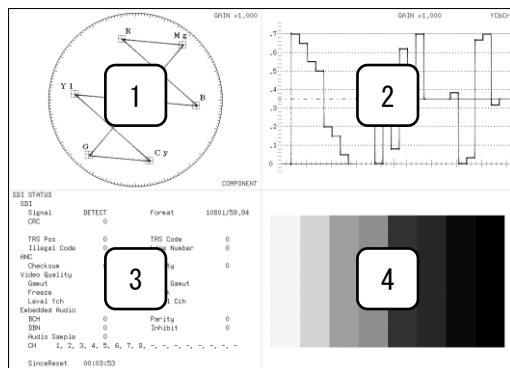 GAIN x1,000
R
Mg
Yl
B
G
Cy
COMPONENT
1
GAIN x1,000 YCbCr
.7
.6
.5
.4
.2
.1
0
2
SDI STATUS
SDI
Signal DETECT Format 1080i/59,94
CRC 0
TRS Pos 0 TRS Code 0
Illegal Code 0 Number 0
ANC
Checksum 0
Video Quality
Gamut Gamut
Freeze
Level Ych Cch
Embedded Audio
BCH 0 Parity 0
DBN 0 Inhibit 0
Audio Sample 0
CH 1, 2, 3, 4, 5, 6, 7, 8, -, -, -, -, -, -, -, -
SinceReset 00:03:53
3
4